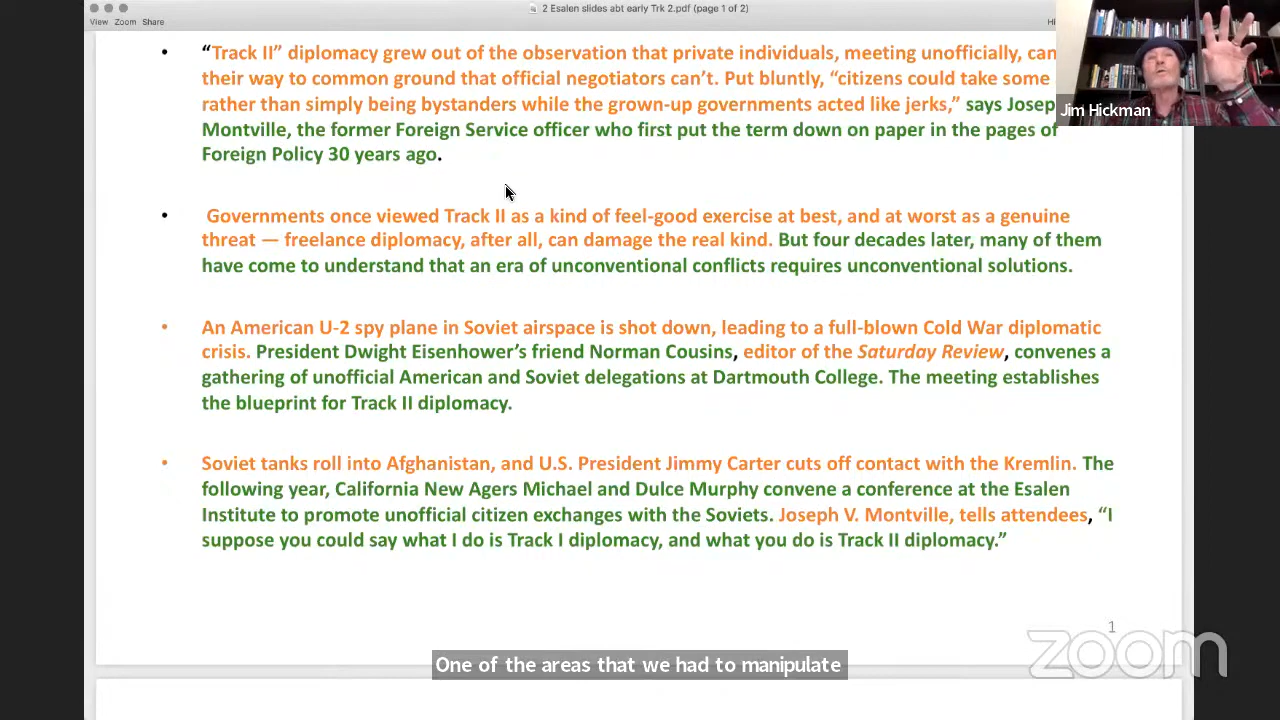 2 Esalen slides abt early Trk 2.pdf (page 1 of 2)
View Zoom Share
“Track II” diplomacy grew out of the observation that private individuals, meeting unofficially, can
their way to common ground that official negotiators can’t. Put bluntly, “citizens could take some
rather than simply being bystanders while the grown-up governments acted like jerks,” says Josep
Montville, the former Foreign Service officer who first put the term down on paper in the pages of
Foreign Policy 30 years ago.
Jim Hickman
Governments once viewed Track II as a kind of feel-good exercise at best, and at worst as a genuine
threat — freelance diplomacy, after all, can damage the real kind. But four decades later, many of them
have come to understand that an era of unconventional conflicts requires unconventional solutions.
An American U-2 spy plane in Soviet airspace is shot down, leading to a full-blown Cold War diplomatic
crisis. President Dwight Eisenhower’s friend Norman Cousins, editor of the Saturday Review, convenes a
gathering of unofficial American and Soviet delegations at Dartmouth College. The meeting establishes
the blueprint for Track II diplomacy.
Soviet tanks roll into Afghanistan, and U.S. President Jimmy Carter cuts off contact with the Kremlin. The
following year, California New Agers Michael and Dulce Murphy convene a conference at the Esalen
Institute to promote unofficial citizen exchanges with the Soviets. Joseph V. Montville, tells attendees, “I
suppose you could say what I do is Track I diplomacy, and what you do is Track II diplomacy.”
1
zoom
One of the areas that we had to manipulate